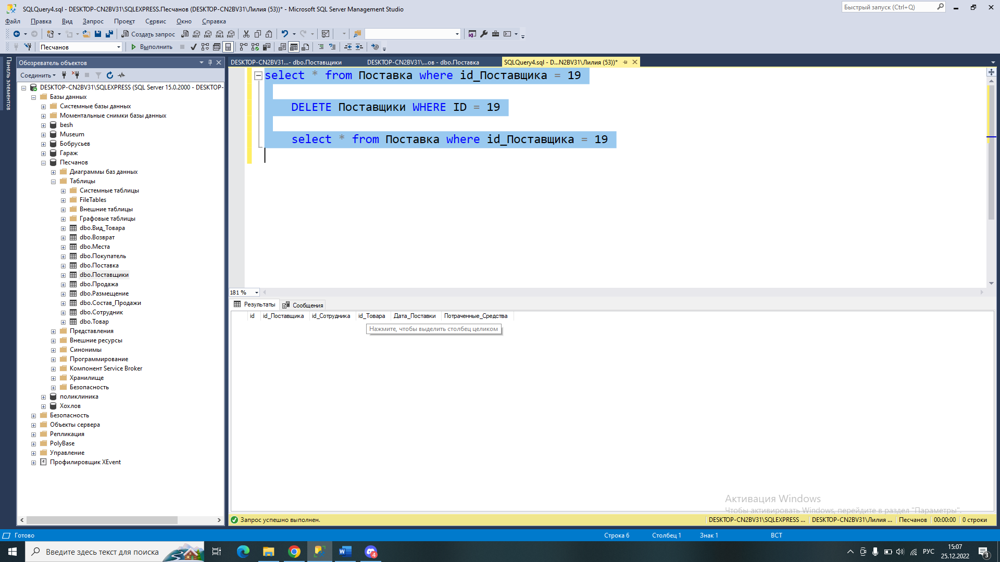 SQLQuery4.sql - DESKTOP-CN2BV31\SQLEXPRESS.Песчанов (DESKTOP-CN2BV31\Лилия (53))* - Microsoft SQL Server Management Studio
Быстрый запуск (Ctrl+Q)
Файл Правка Вид Запрос Проект Сервис Окно Справка
Создать запрос MDX DMX XMLA DAX
Песчанов Выполнить
Панель элементов
Обозреватель объектов
DESKTOP-CN2BV31...- dbo.Поставщики DESKTOP-CN2BV31\...ов - dbo.Поставка SQLQuery4.sql - D...N2BV31\Лилия (53))*
Соединить
DESKTOP-CN2BV31\SQLEXPRESS (SQL Server 15.0.2000 - DESKTOP-
Базы данных
Системные базы данных
Моментальные снимки базы данных
besh
Museum
Бобрусьев
Гараж
Песчанов
Диаграммы баз данных
Таблицы
Системные таблицы
FileTables
Внешние таблицы
Графовые таблицы
dbo.Вид_Товара
dbo.Возврат
dbo.Места
dbo.Покупатель
dbo.Поставка
dbo.Поставщики
dbo.Продажа
dbo.Размещение
dbo.Состав_Продажи
dbo.Сотрудник
dbo.Товар
Представления
Внешние ресурсы
Синонимы
Программирование
Компонент Service Broker
Хранилище
Безопасность
поликлиника
Хохлов
Безопасность
Объекты сервера
Репликация
PolyBase
Управление
Профилировщик XEvent
select * from Поставка where id_Поставщика = 19
DELETE Поставщики WHERE ID = 19
select * from Поставка where id_Поставщика = 19
181 %
Результаты Сообщения
id id_Поставщика id_Сотрудника id_Товара Дата_Поставки Потраченные_Средства
Нажмите, чтобы выделить столбец целиком
Активация Windows
Чтобы активировать Windows, перейдите в раздел "Параметры".
Запрос успешно выполнен. DESKTOP-CN2BV31\SQLEXPRESS ... DESKTOP-CN2BV31\Лилия ... Песчанов 00:00:00 0 строки
Готово Строка 6 Столбец 1 Знак 1 ВСТ
Введите здесь текст для поиска
4
РУС
15:07
25.12.2022
3